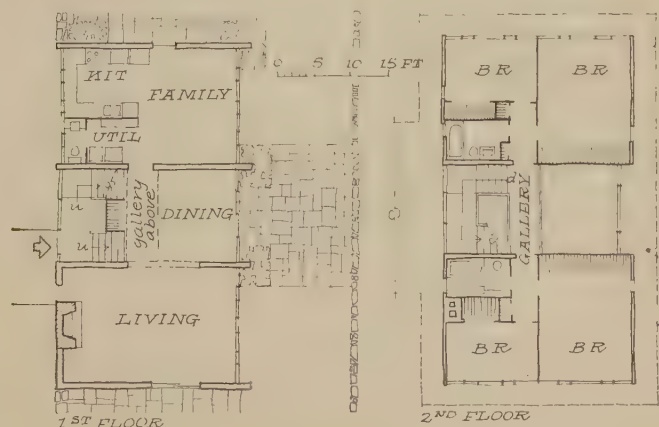 KIT
FAMILY
UTIL
gallery above
DINING
u
u
LIVING
1ST FLOOR
0 5 10 15 FT
BR BR
d
GALLERY
BR BR
2ND FLOOR